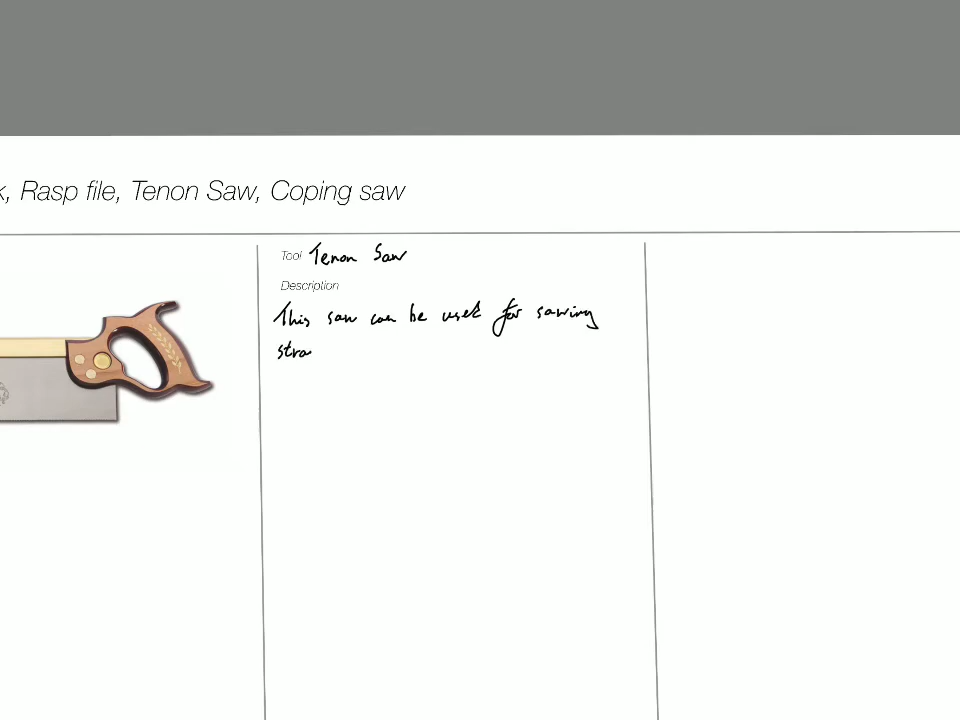 , Rasp file, Tenon Saw, Coping saw
Tool Tenon Saw
Description
This saw can be used for sawing
stra